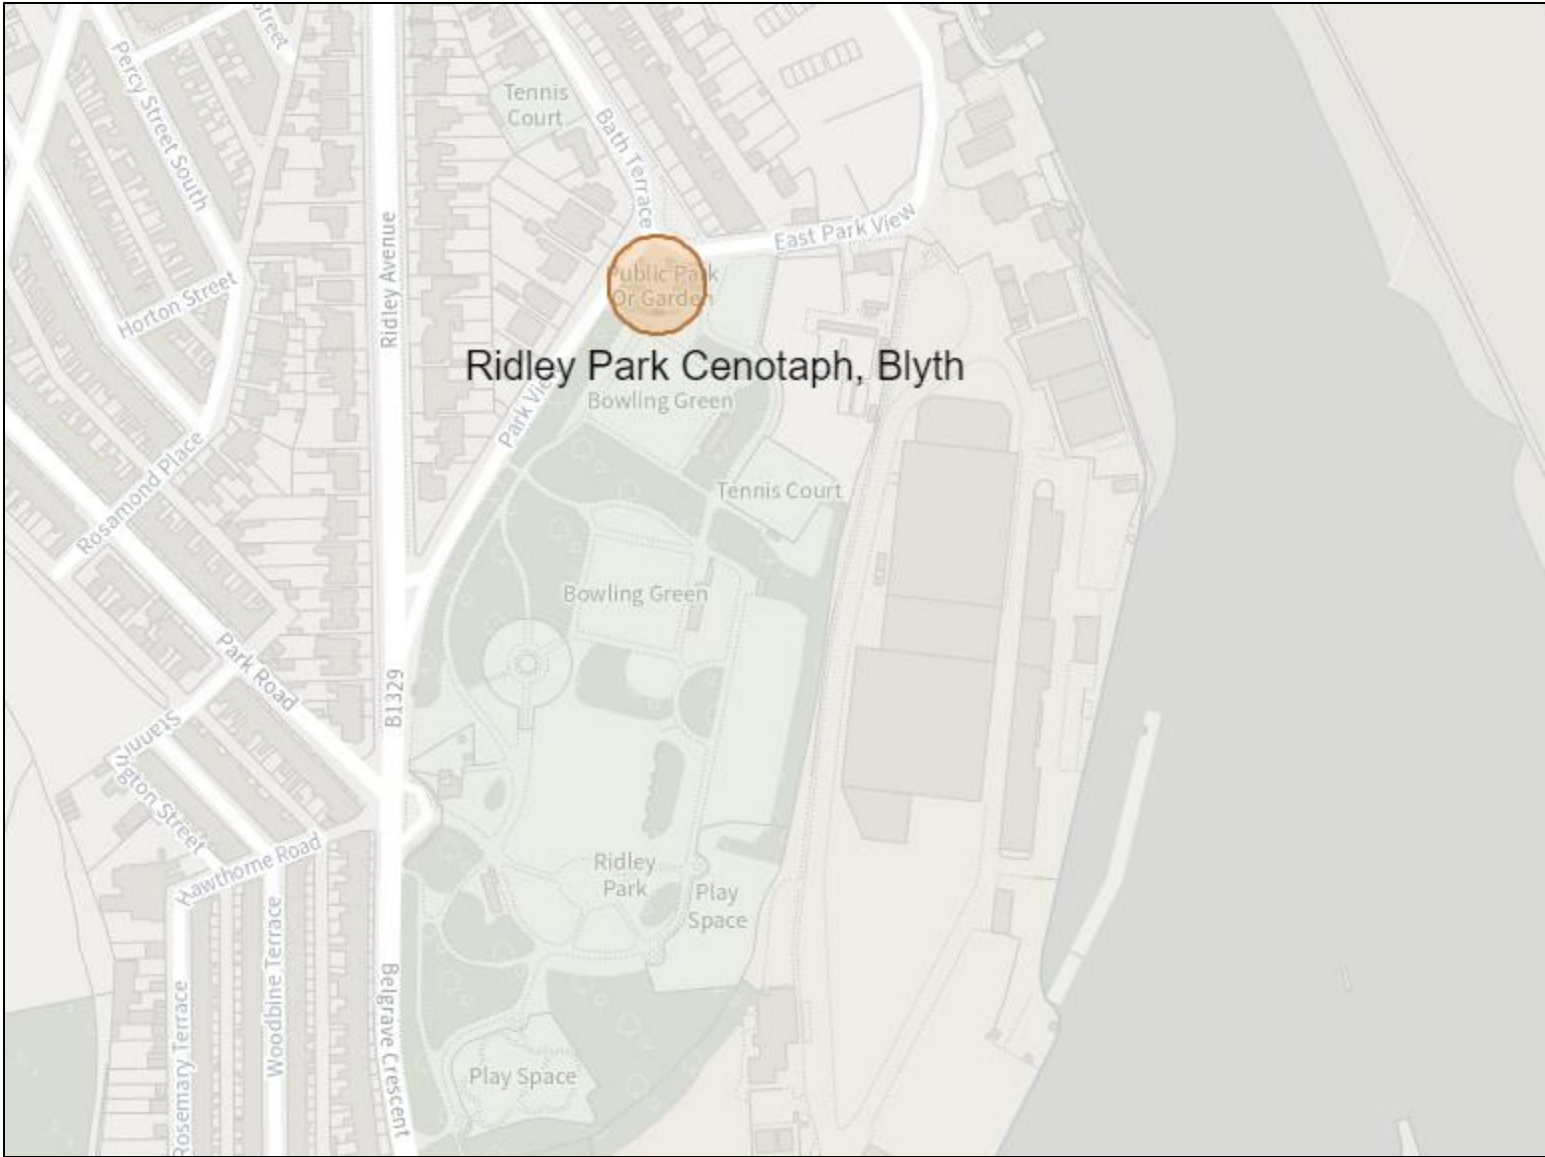 Street
Percy Street South
Tennis
Court
Bath Terrace
Ridley Avenue
East Park View
Public Park
Or Garden
Horton Street
Ridley Park Cenotaph, Blyth
Park View
Bowling Green
Rosamond Place
Tennis Court
Bowling Green
Park Road
B1329
Stannington Street
Hawthorne Road
Ridley
Park
Play
Space
Woodbine Terrace
Rosemary Terrace
Belgrave Crescent
Play Space